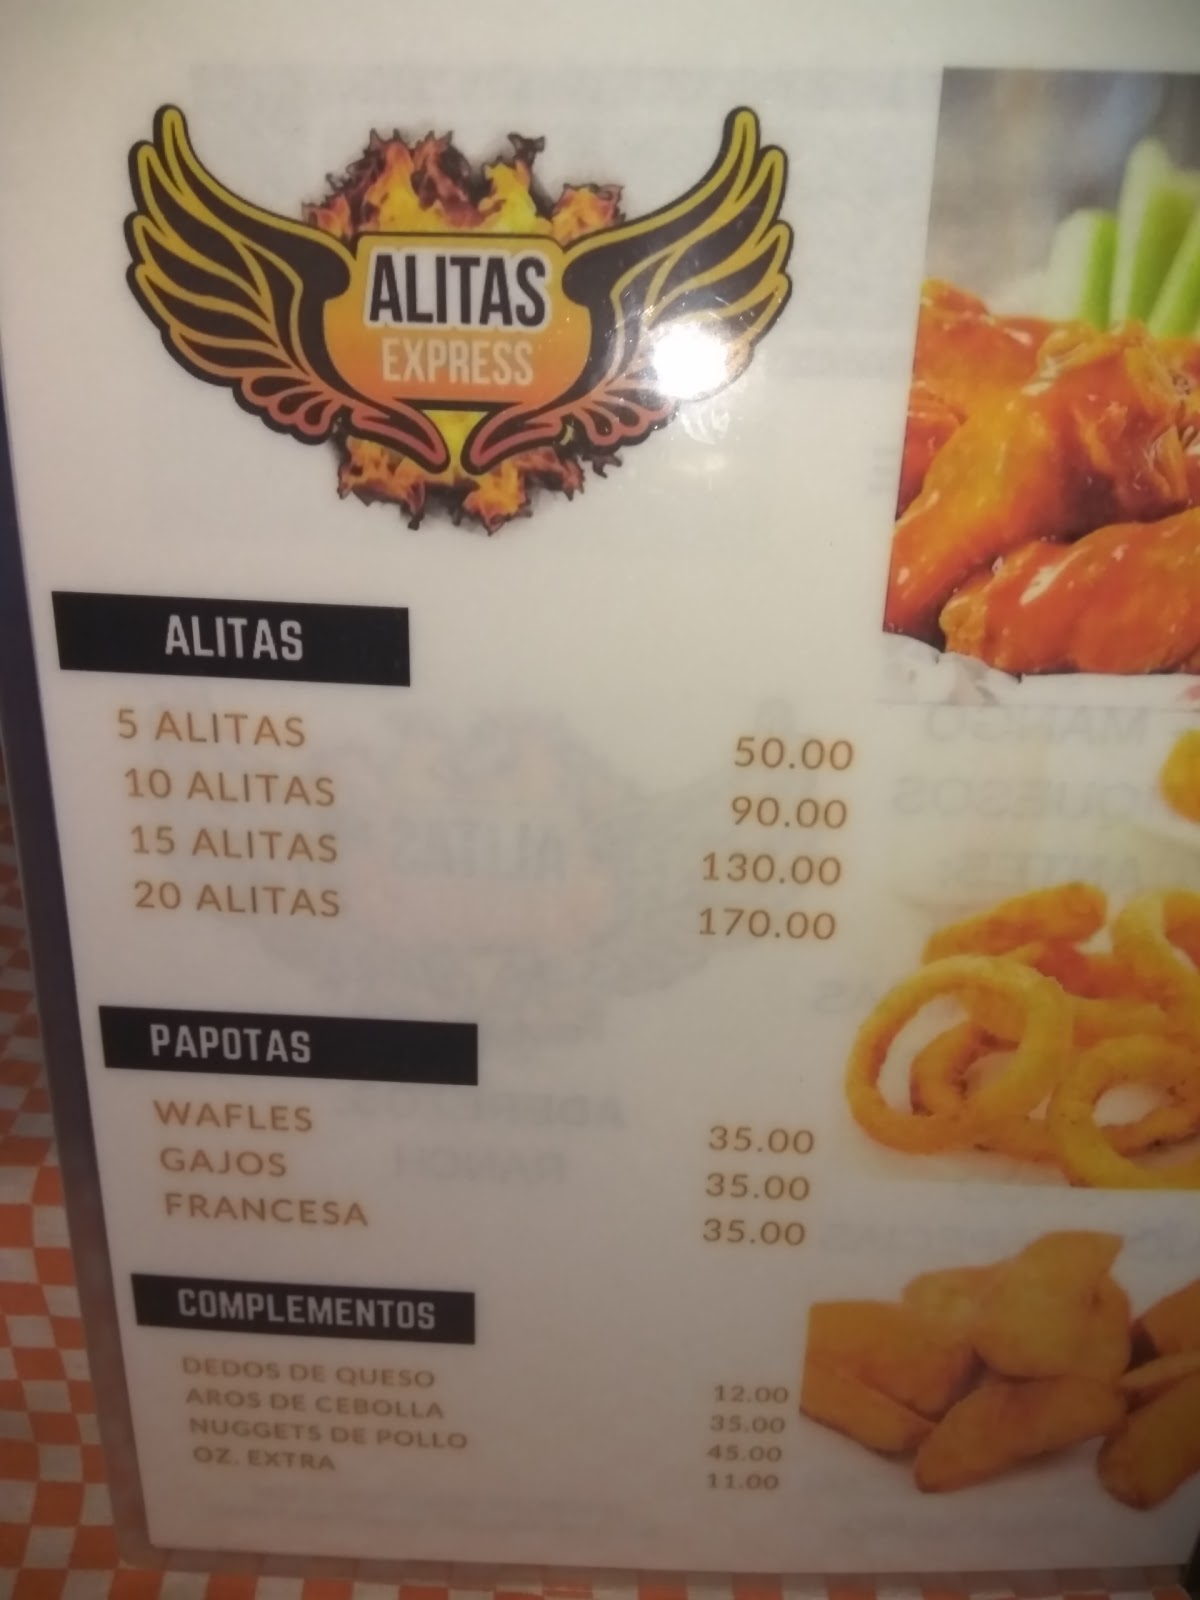 ALITAS
EXPRESS
ALITAS
5 ALITAS 50.00
10 ALITAS 90.00
15 ALITAS 130.00
20 ALITAS 170.00
PAPOTAS
WAFLES 35.00
GAJOS 35.00
FRANCESA 35.00
COMPLEMENTOS
DEDOS DE QUESO 12.00
AROS DE CEBOLLA 35.00
NUGGETS DE POLLO 45.00
OZ. EXTRA 11.00